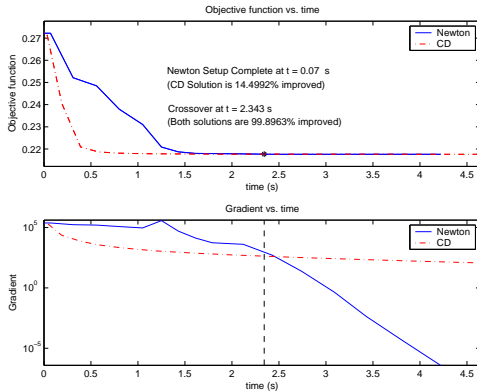 Objective function vs. time
Objective function
0.27
0.26
0.25
0.24
0.23
0.22
Newton
CD
Newton Setup Complete at t = 0.07 s
(CD Solution is 14.4992% improved)
Crossover at t = 2.343 s
(Both solutions are 99.8963% improved)
0 0.5 1 1.5 2 2.5 3 3.5 4 4.5
time (s)
Gradient vs. time
Gradient
10^5
10^0
10^-5
Newton
CD
0 0.5 1 1.5 2 2.5 3 3.5 4 4.5
time (s)